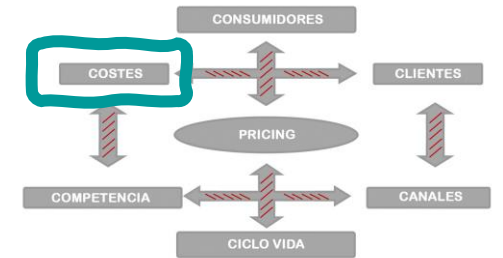 CONSUMIDORES
COSTES
CLIENTES
PRICING
COMPETENCIA
CANALES
CICLO VIDA